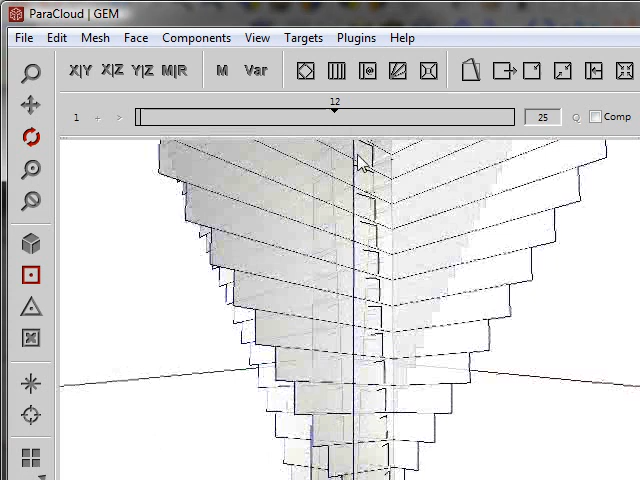 ParaCloud | GEM
File Edit Mesh Face Components View Targets Plugins Help
X|Y X|Z Y|Z M|R M Var
12
1 + > 25 Q Comp